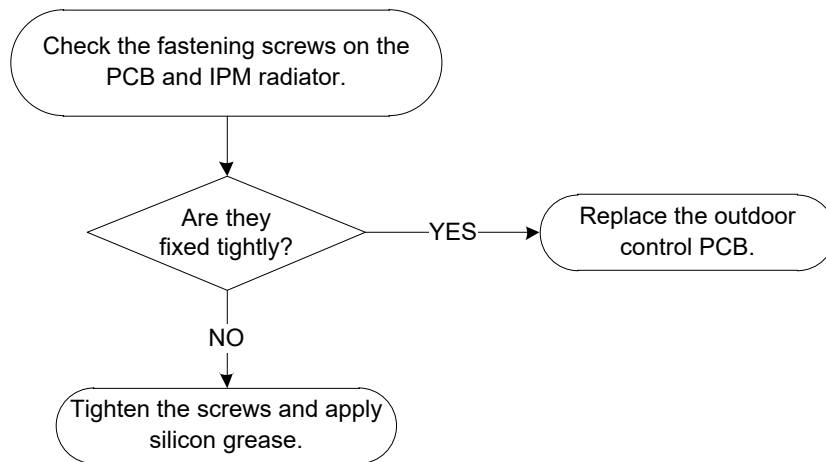 Check the fastening screws on the
PCB and IPM radiator.
Are they
fixed tightly?
YES
Replace the outdoor
control PCB.
NO
Tighten the screws and apply
silicon grease.